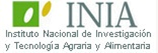 INIA
Instituto Nacional de Investigación
y Tecnología Agraria y Alimentaria